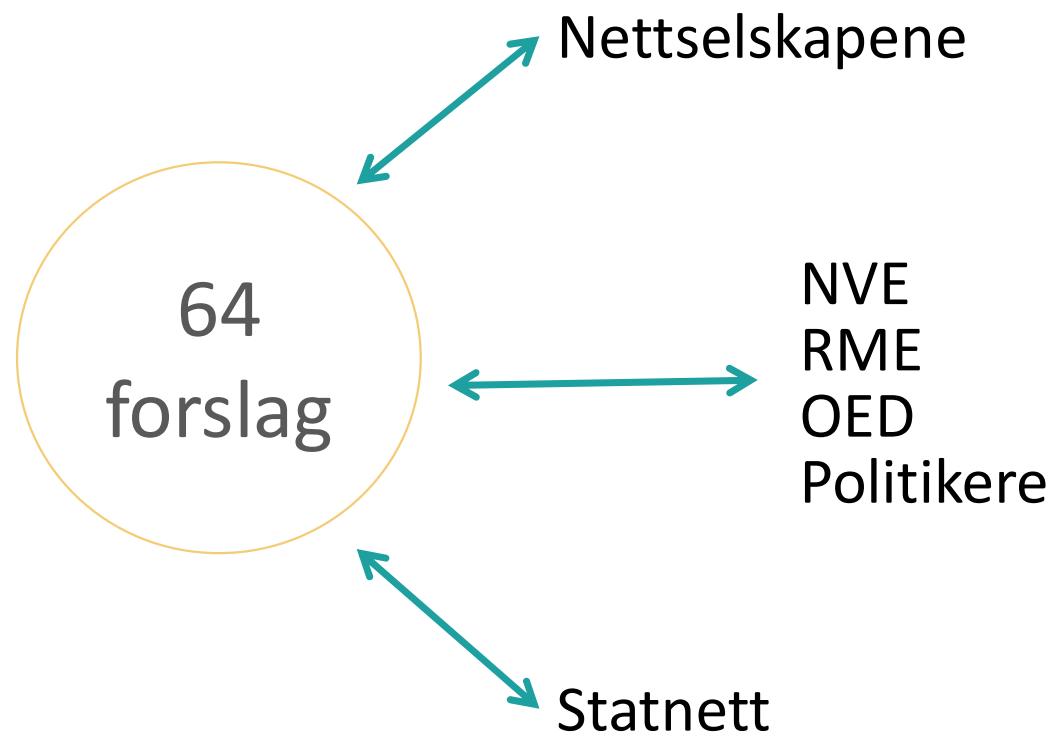 Nettselskapene
64
forslag
NVE
RME
OED
Politikere
Statnett